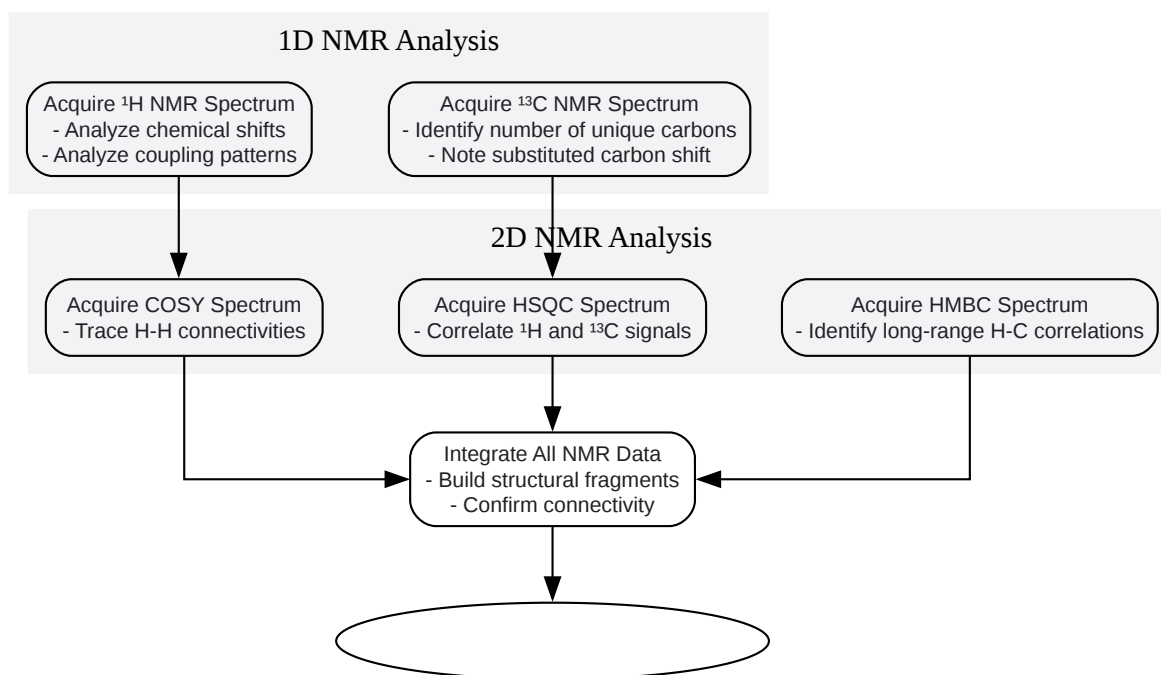 1D NMR Analysis
Acquire ¹H NMR Spectrum
- Analyze chemical shifts
- Analyze coupling patterns
Acquire ¹³C NMR Spectrum
- Identify number of unique carbons
- Note substituted carbon shift
2D NMR Analysis
Acquire COSY Spectrum
- Trace H-H connectivities
Acquire HSQC Spectrum
- Correlate ¹H and ¹³C signals
Acquire HMBC Spectrum
- Identify long-range H-C correlations
Integrate All NMR Data
- Build structural fragments
- Confirm connectivity